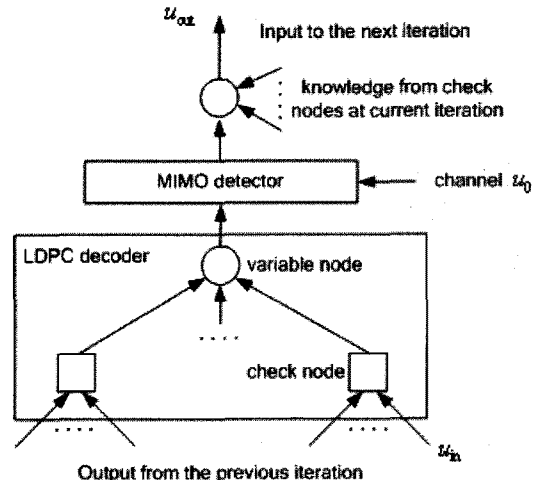 u_out
Input to the next iteration
knowledge from check
nodes at current iteration
MIMO detector
channel u_0
LDPC decoder
variable node
check node
u_in
Output from the previous iteration